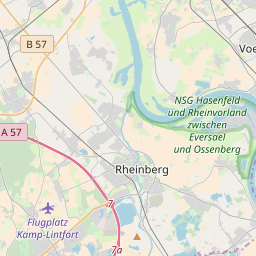 B 57
Voe
NSG Hasenfeld
und Rheinvorland
zwischen
Eversael
und Ossenberg
A 57
Rheinberg
7
Flugplatz
Kamp-Lintfort
7a